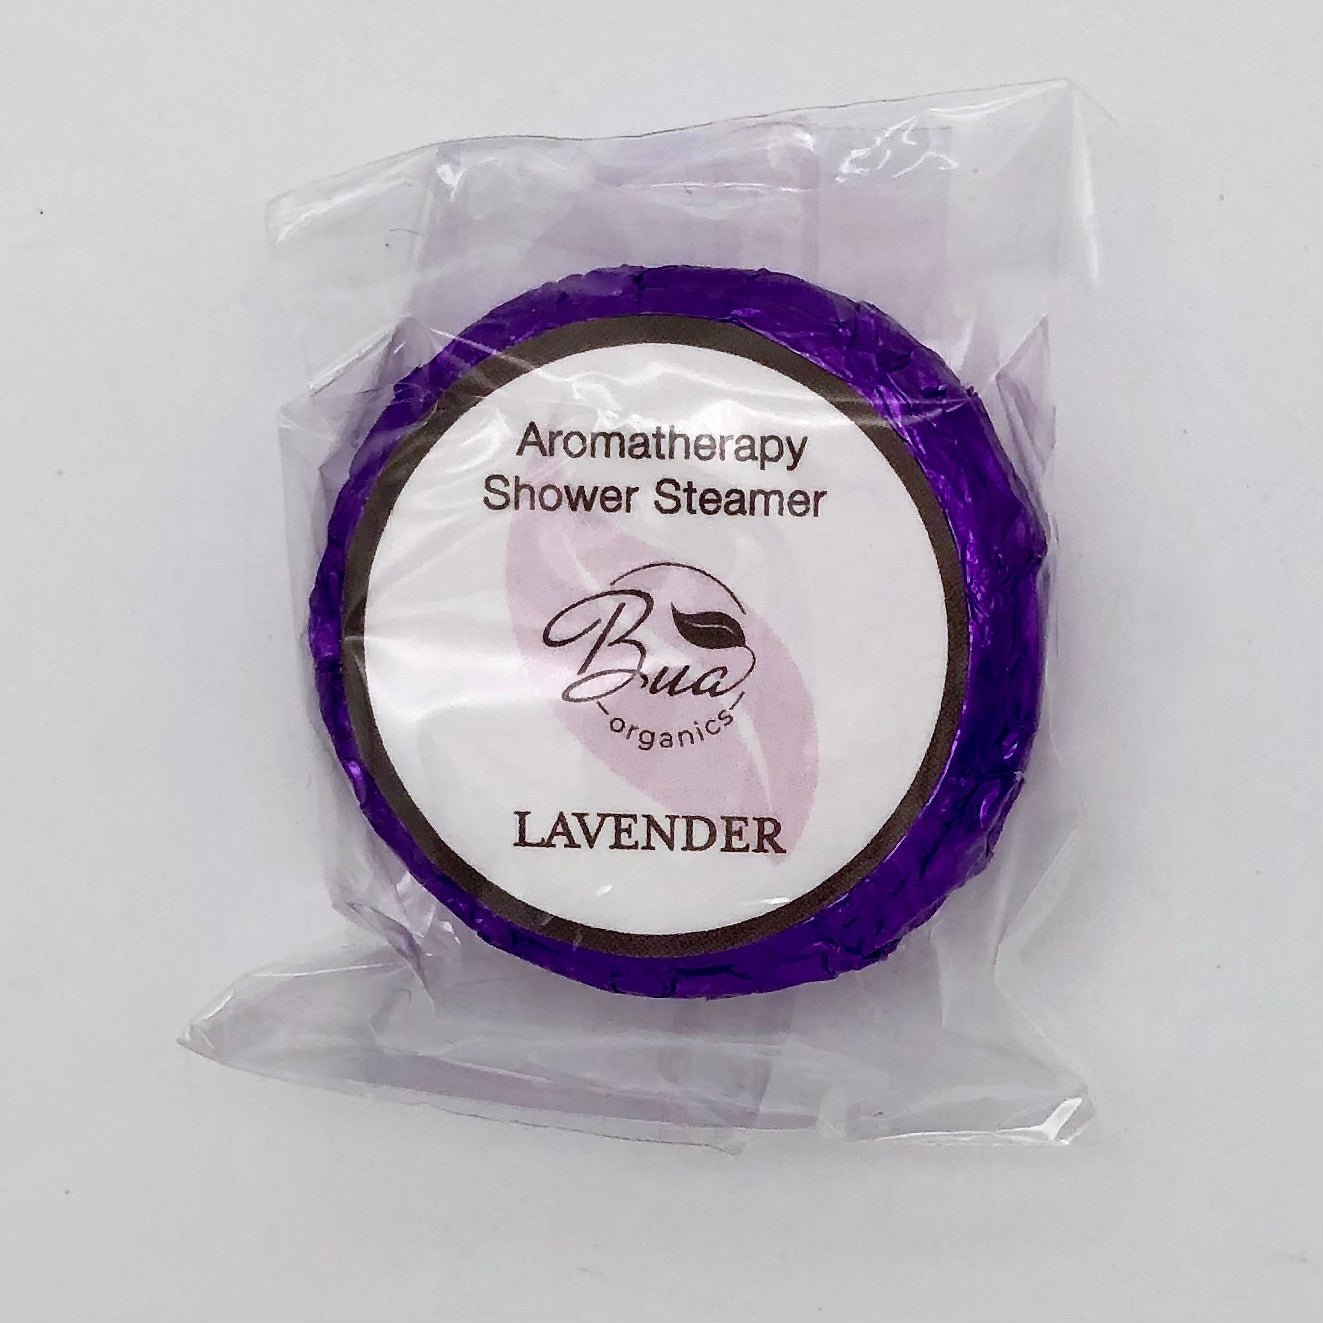 Aromatherapy
Shower Steamer
Bua
organics
LAVENDER